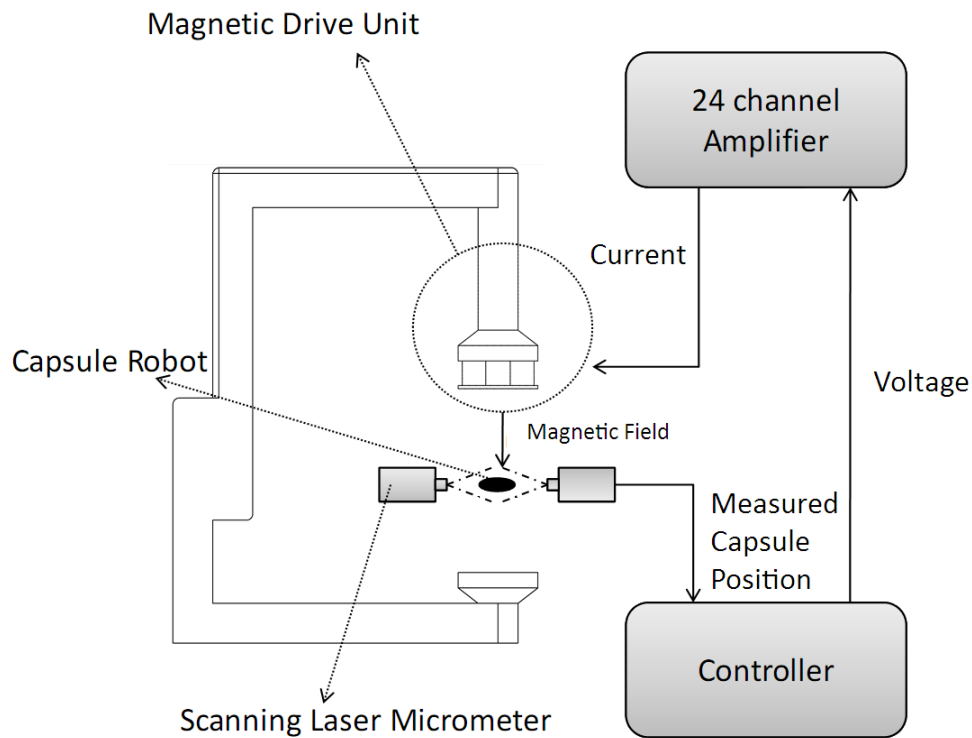 Magnetic Drive Unit
24 channel
Amplifier
Current
Capsule Robot
Voltage
Magnetic Field
Measured
Capsule
Position
Controller
Scanning Laser Micrometer